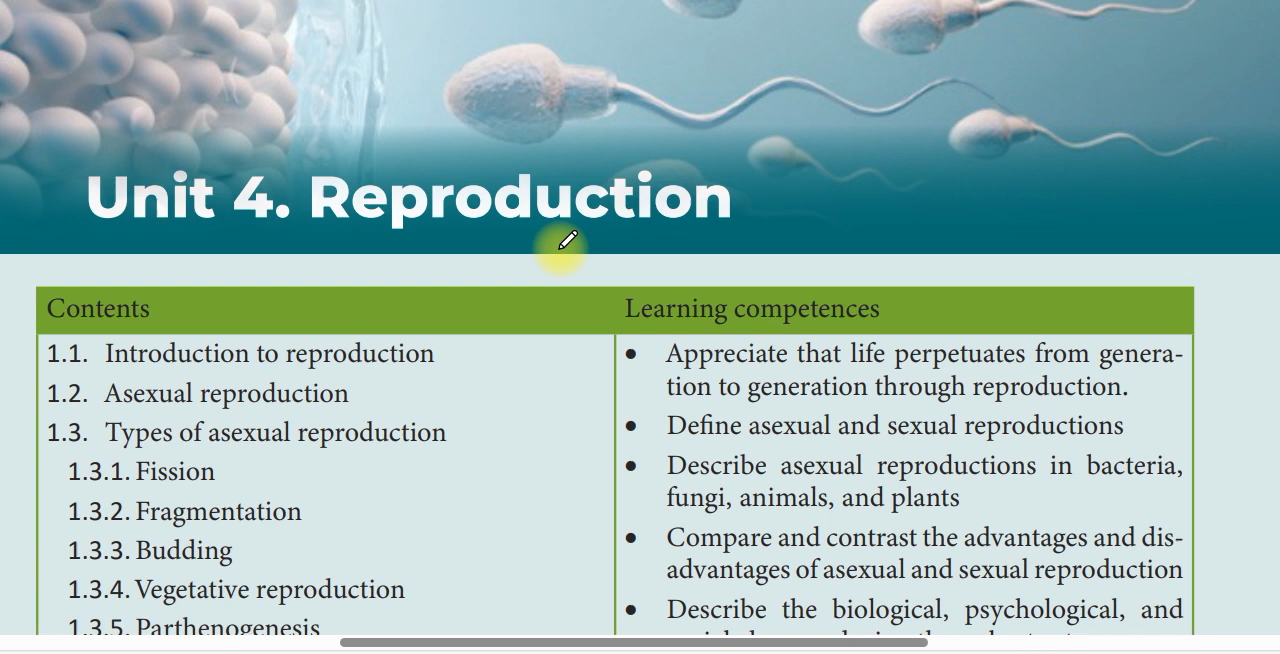 Unit 4. Reproduction
Contents
Learning competences
1.1. Introduction to reproduction
1.2. Asexual reproduction
1.3. Types of asexual reproduction
1.3.1. Fission
1.3.2. Fragmentation
1.3.3. Budding
1.3.4. Vegetative reproduction
1.3.5. Parthenogenesis
• Appreciate that life perpetuates from genera-
tion to generation through reproduction.
• Define asexual and sexual reproductions
• Describe asexual reproductions in bacteria,
fungi, animals, and plants
• Compare and contrast the advantages and dis-
advantages of asexual and sexual reproduction
• Describe the biological, psychological, and